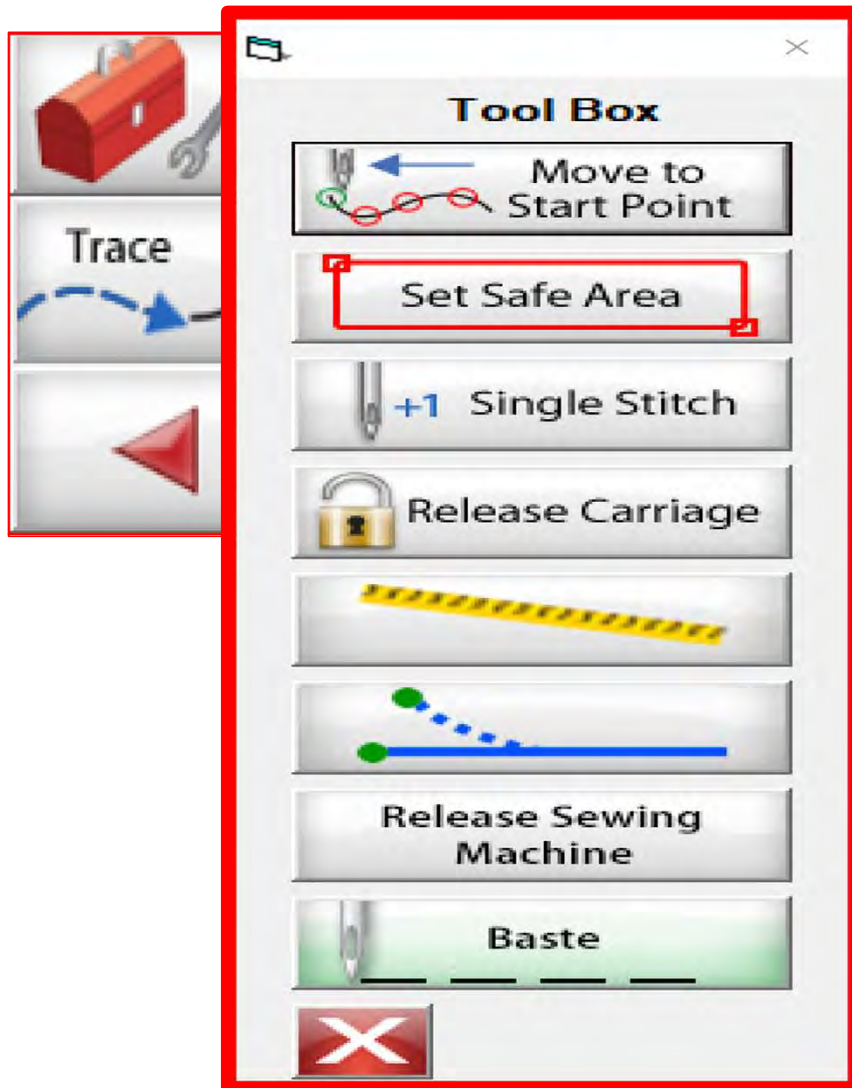 Tool Box
Move to
Start Point
Trace
Set Safe Area
+1 Single Stitch
Release Carriage
Release Sewing
Machine
Baste